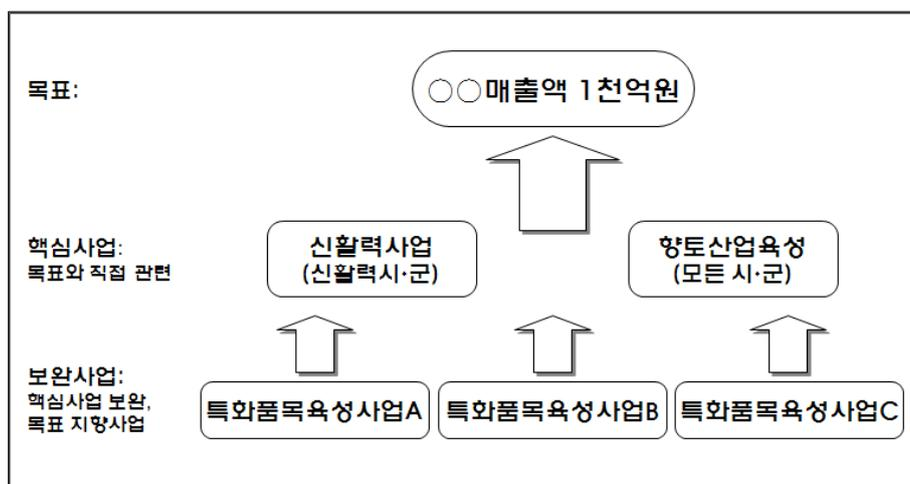 목표:
○○매출액 1천억원
핵심사업:
목표와 직접 관련
신활력사업
(신활력시·군)
향토산업육성
(모든 시·군)
보완사업:
핵심사업 보완,
목표 지향사업
특화품목육성사업A
특화품목육성사업B
특화품목육성사업C